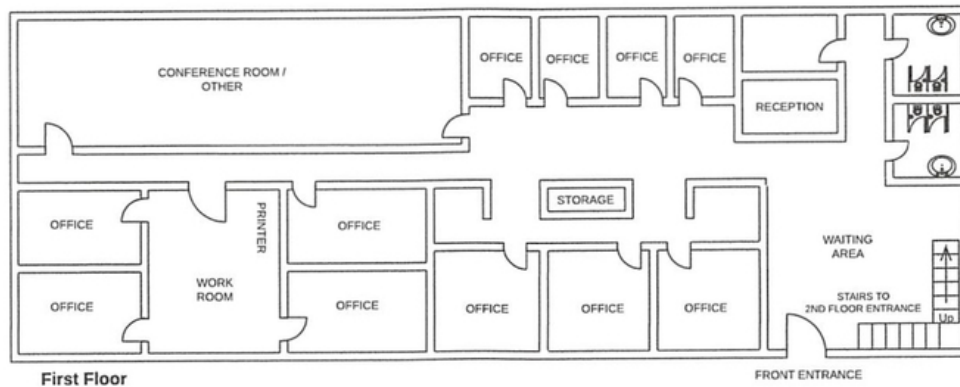 CONFERENCE ROOM /
OTHER
OFFICE
OFFICE
OFFICE
OFFICE
RECEPTION
STORAGE
OFFICE
PRINTER
OFFICE
WAITING
AREA
WORK
ROOM
OFFICE
OFFICE
OFFICE
OFFICE
OFFICE
STAIRS TO
2ND FLOOR ENTRANCE
Up
First Floor
FRONT ENTRANCE